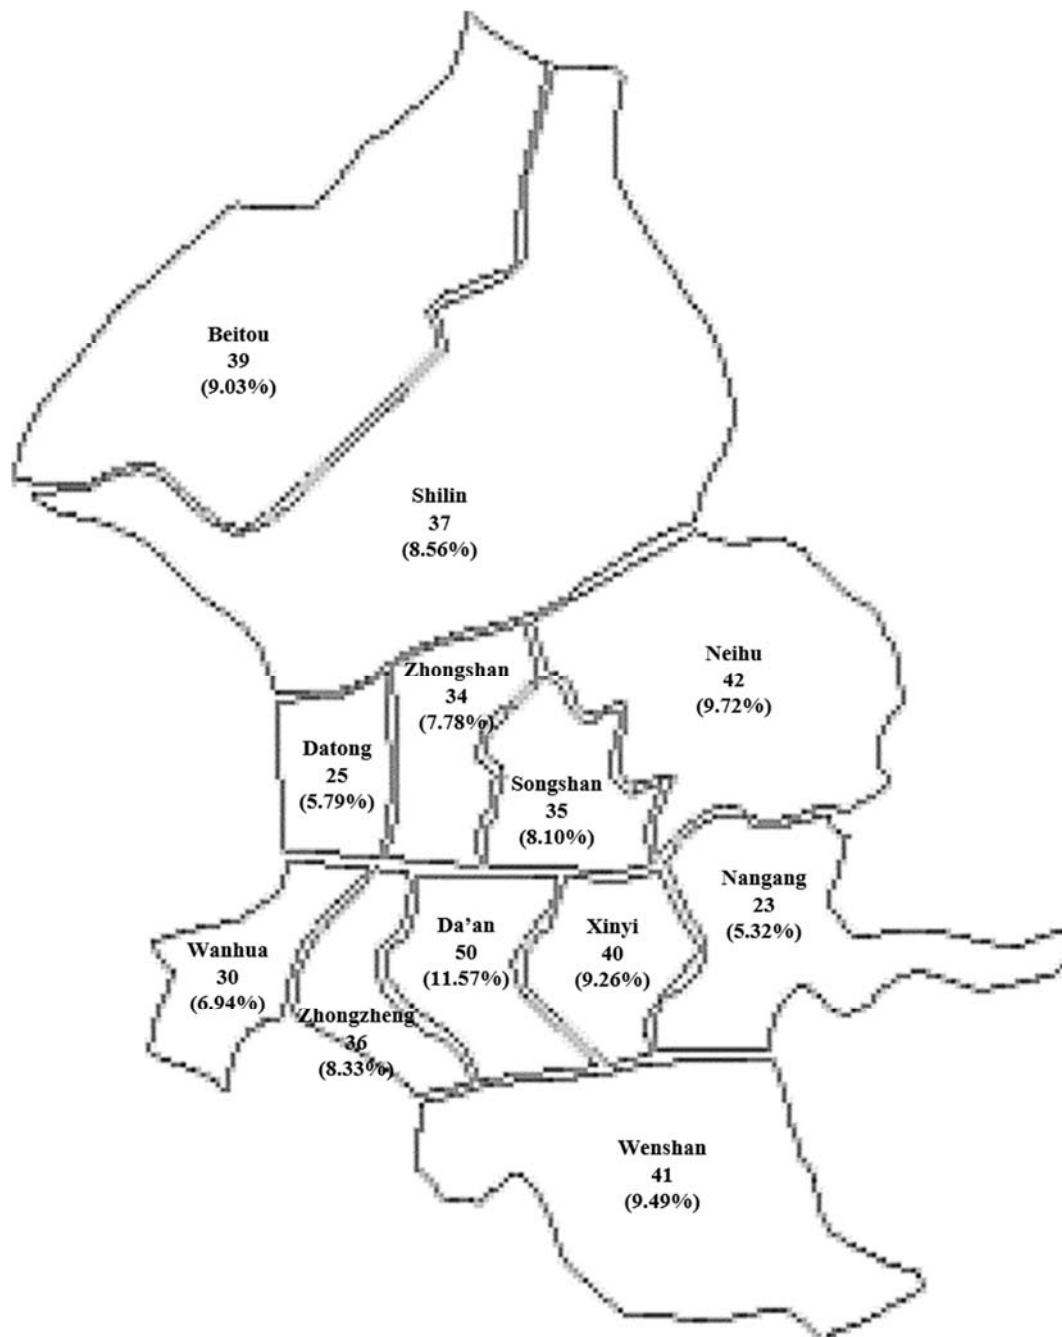 Beitou
39
(9.03%)
Shilin
37
(8.56%)
Neihu
42
(9.72%)
Zhongshan
34
(7.78%)
Datong
25
(5.79%)
Songshan
35
(8.10%)
Nangang
23
(5.32%)
Wanhua
30
(6.94%)
Da’an
50
(11.57%)
Xinyi
40
(9.26%)
Zhongzheng
36
(8.33%)
Wenshan
41
(9.49%)